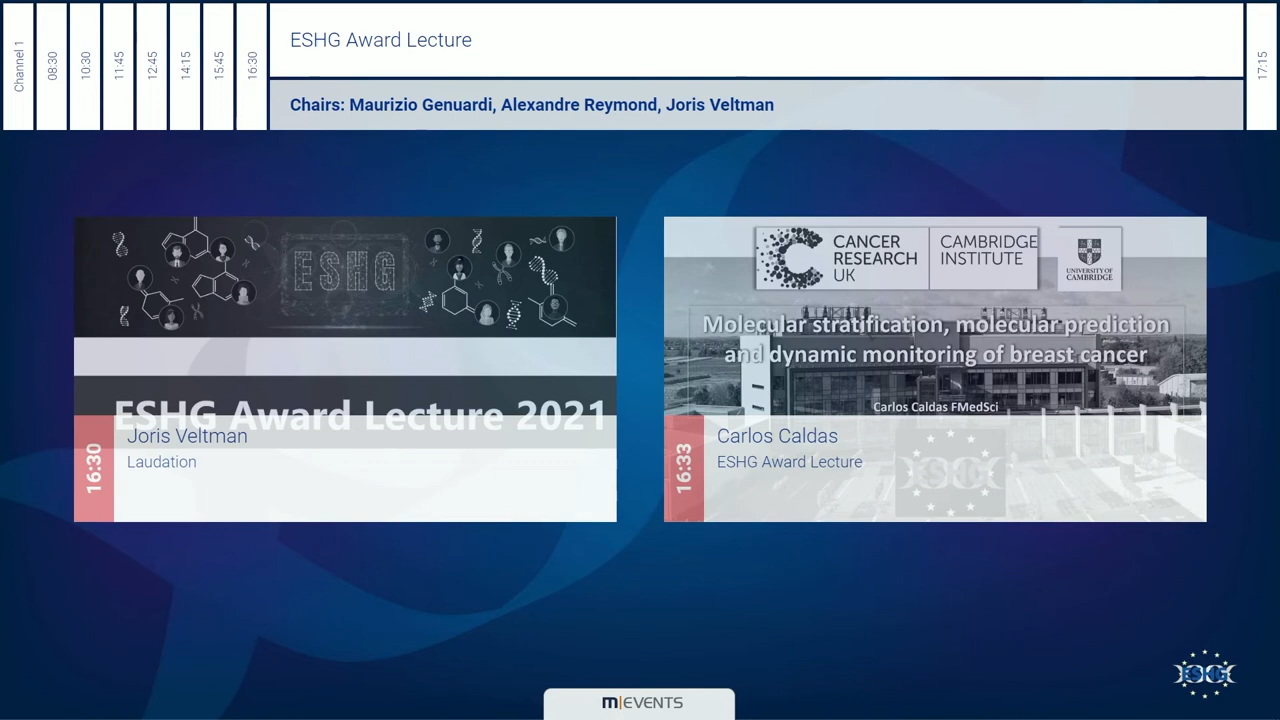 Channel 1
08:30
10:30
11:45
12:45
14:15
15:45
16:30
ESHG Award Lecture
Chairs: Maurizio Genuardi, Alexandre Reymond, Joris Veltman
17:15
ESHG
ESHG Award Lecture 2021
16:30
Joris Veltman
Laudation
CANCER
RESEARCH
UK
CAMBRIDGE
INSTITUTE
UNIVERSITY OF
CAMBRIDGE
Molecular stratification, molecular prediction
and dynamic monitoring of breast cancer
Carlos Caldas FMedSci
16:33
Carlos Caldas
ESHG Award Lecture
ESHG
ESHG
m|EVENTS